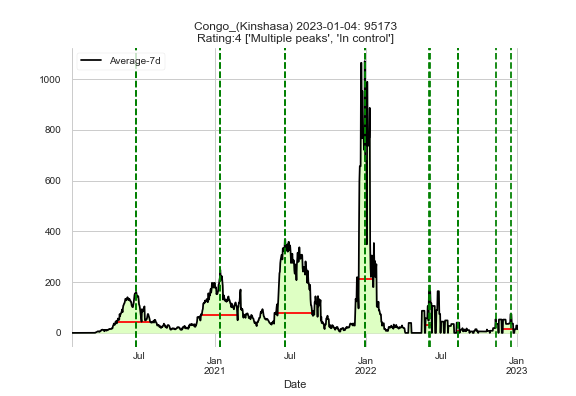 Congo_(Kinshasa) 2023-01-04: 95173
Rating:4 ['Multiple peaks', 'In control']
Average-7d
1000
800
600
400
200
0
Jul Jan Jul Jan Jul Jan
2021 2022 2023
Date